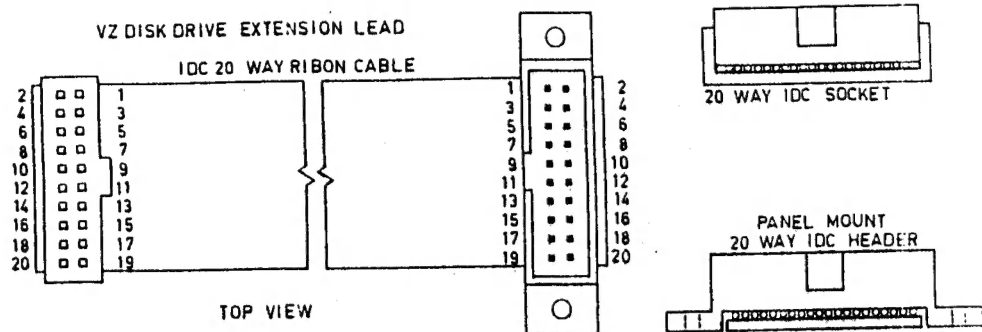 VZ DISK DRIVE EXTENSION LEAD
IDC 20 WAY RIBON CABLE
2 1 1 2
4 3 3 4
6 5 5 6
8 7 7 8
10 9 9 10
12 11 11 12
14 13 13 14
16 15 15 16
18 17 17 18
20 19 19 20
TOP VIEW
20 WAY IDC SOCKET
PANEL MOUNT
20 WAY IDC HEADER